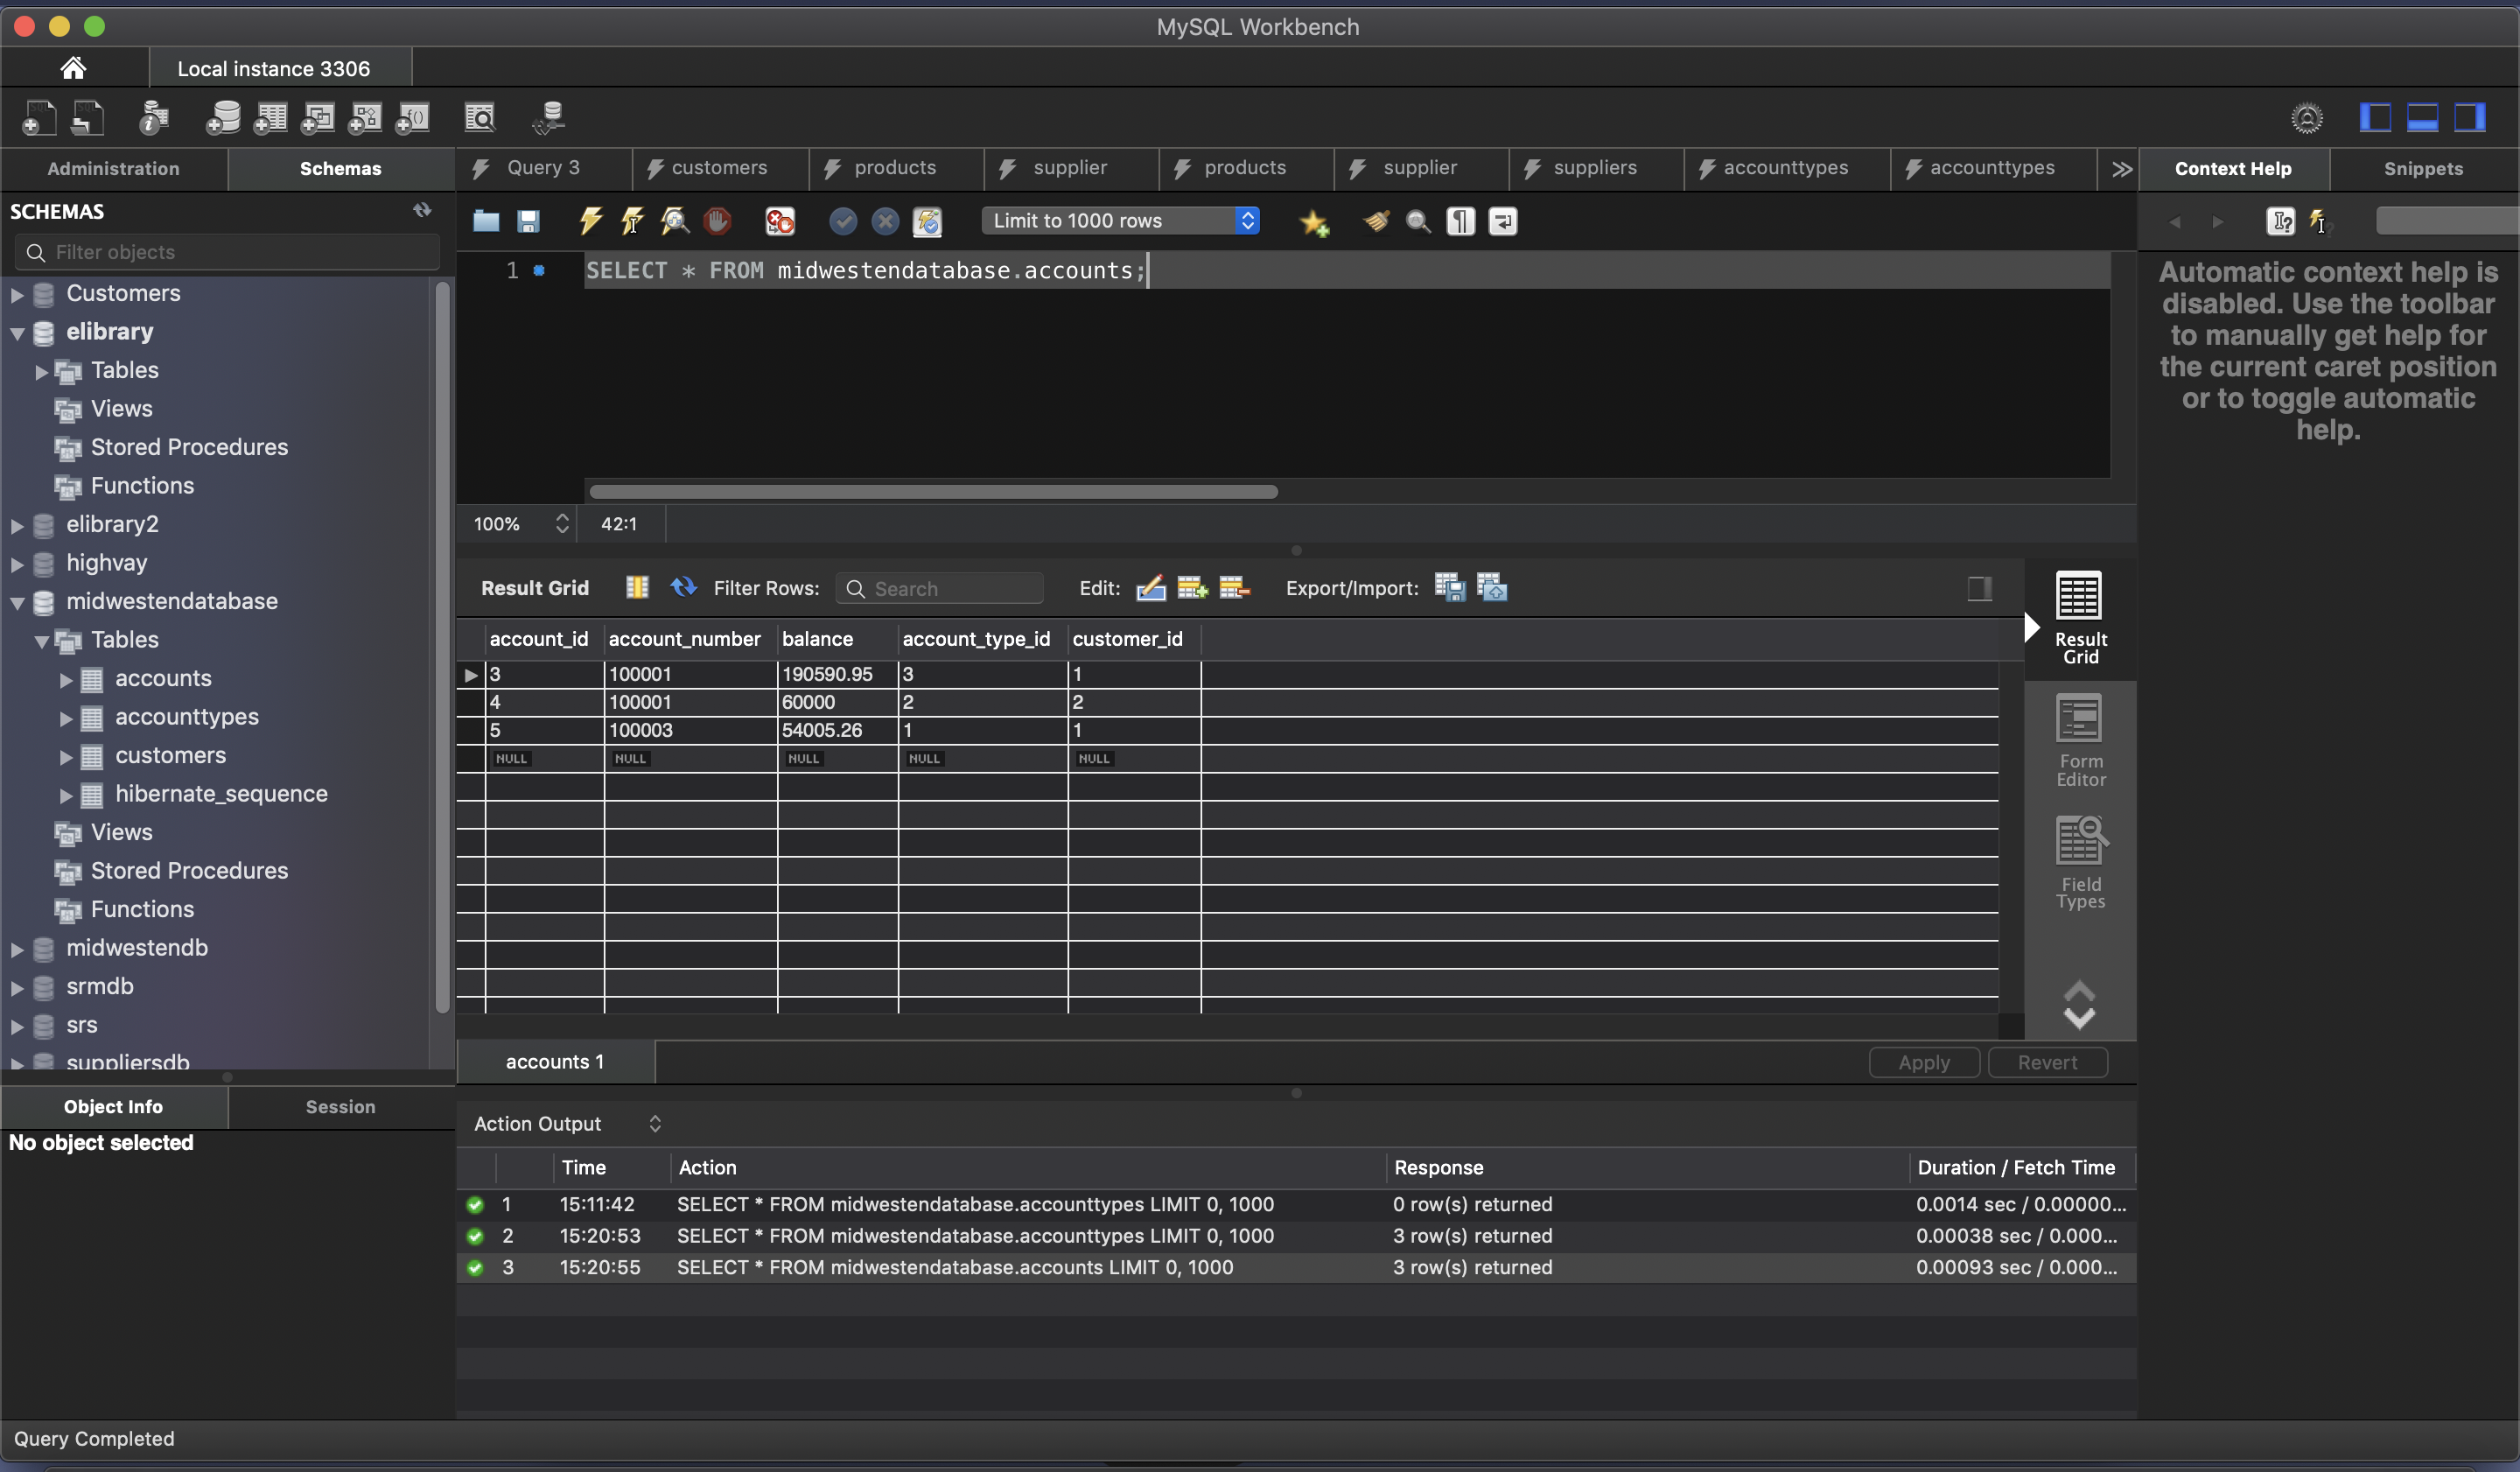 MySQL Workbench
Local instance 3306
Administration
Schemas
Query 3
customers
products
supplier
products
supplier
suppliers
accounttypes
accounttypes
Context Help
Snippets
SCHEMAS
Filter objects
Customers
elibrary
Tables
Views
Stored Procedures
Functions
elibrary2
highvay
midwestendatabase
Tables
accounts
accounttypes
customers
hibernate_sequence
Views
Stored Procedures
Functions
midwestendb
srmdb
srs
suppliersdb
Object Info
Session
No object selected
Limit to 1000 rows
1 SELECT * FROM midwestendatabase.accounts;
100% 42:1
Result Grid Filter Rows: Search Edit: Export/Import:
account_id account_number balance account_type_id customer_id
3 100001 190590.95 3 1
4 100001 60000 2 2
5 100003 54005.26 1 1
NULL NULL NULL NULL NULL
Result
Grid
Form
Editor
Field
Types
accounts 1
Apply
Revert
Action Output
Time Action Response Duration / Fetch Time
1 15:11:42 SELECT * FROM midwestendatabase.accounttypes LIMIT 0, 1000 0 row(s) returned 0.0014 sec / 0.00000...
2 15:20:53 SELECT * FROM midwestendatabase.accounttypes LIMIT 0, 1000 3 row(s) returned 0.00038 sec / 0.000...
3 15:20:55 SELECT * FROM midwestendatabase.accounts LIMIT 0, 1000 3 row(s) returned 0.00093 sec / 0.000...
Automatic context help is
disabled. Use the toolbar
to manually get help for
the current caret position
or to toggle automatic
help.
Query Completed